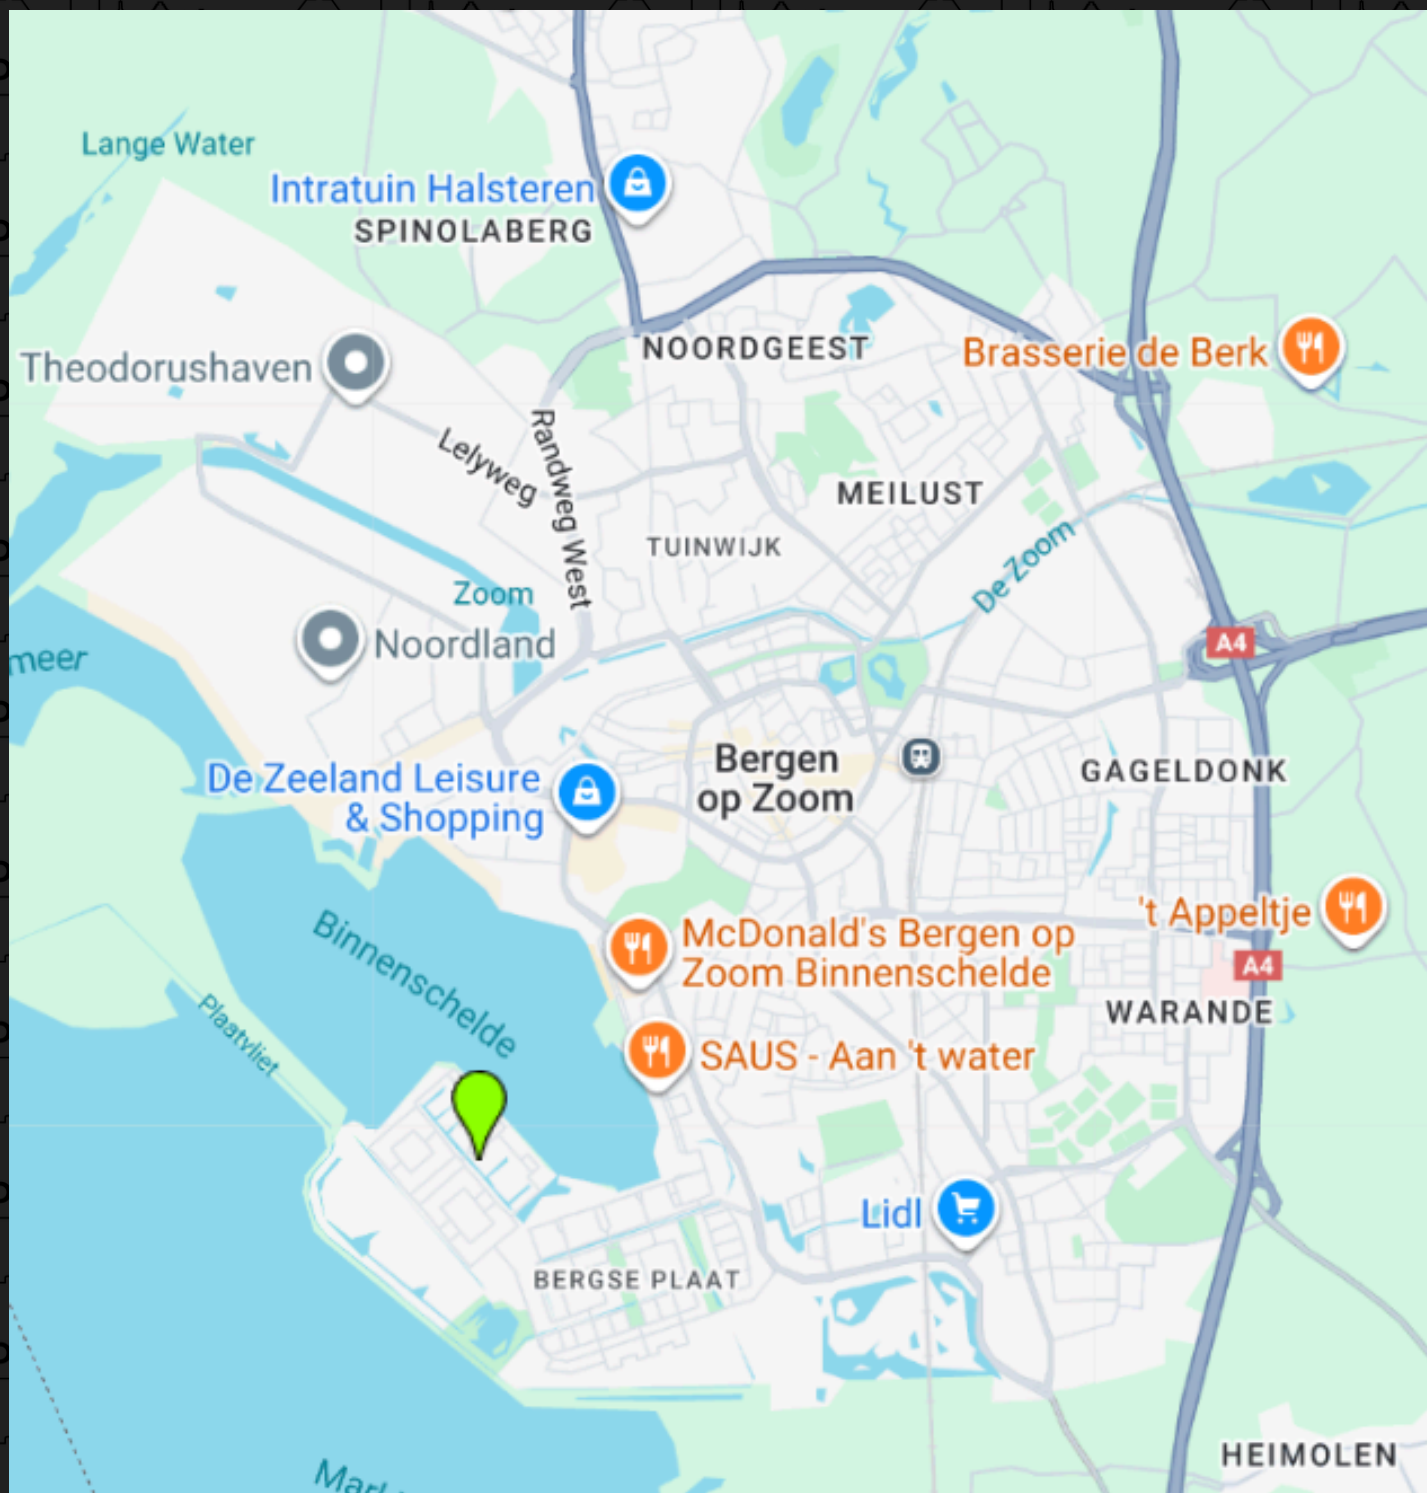 Lange Water
Intratuin Halsteren
SPINOLABERG
NOORDGEEST
Brasserie de Berk
Theodorushaven
Lelyweg
Randweg West
MEILUST
TUINWIJK
De Zoom
Zoom
Noordland
meer
A4
Bergen
op Zoom
GAGELDONK
De Zeeland Leisure
& Shopping
't Appeltje
McDonald's Bergen op
Zoom Binnenschelde
A4
Binnenschelde
WARANDE
Plaatvliet
SAUS - Aan 't water
Lidl
BERGSE PLAAT
HEIMOLEN